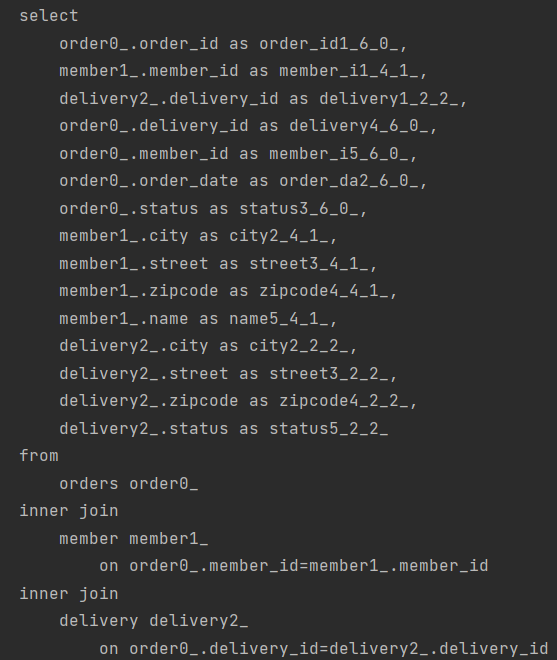 select
order0_.order_id as order_id1_6_0_,
member1_.member_id as member_i1_4_1_,
delivery2_.delivery_id as delivery1_2_2_,
order0_.delivery_id as delivery4_6_0_,
order0_.member_id as member_i5_6_0_,
order0_.order_date as order_da2_6_0_,
order0_.status as status3_6_0_,
member1_.city as city2_4_1_,
member1_.street as street3_4_1_,
member1_.zipcode as zipcode4_4_1_,
member1_.name as name5_4_1_,
delivery2_.city as city2_2_2_,
delivery2_.street as street3_2_2_,
delivery2_.zipcode as zipcode4_2_2_,
delivery2_.status as status5_2_2_
from
orders order0_
inner join
member member1_
on order0_.member_id=member1_.member_id
inner join
delivery delivery2_
on order0_.delivery_id=delivery2_.delivery_id